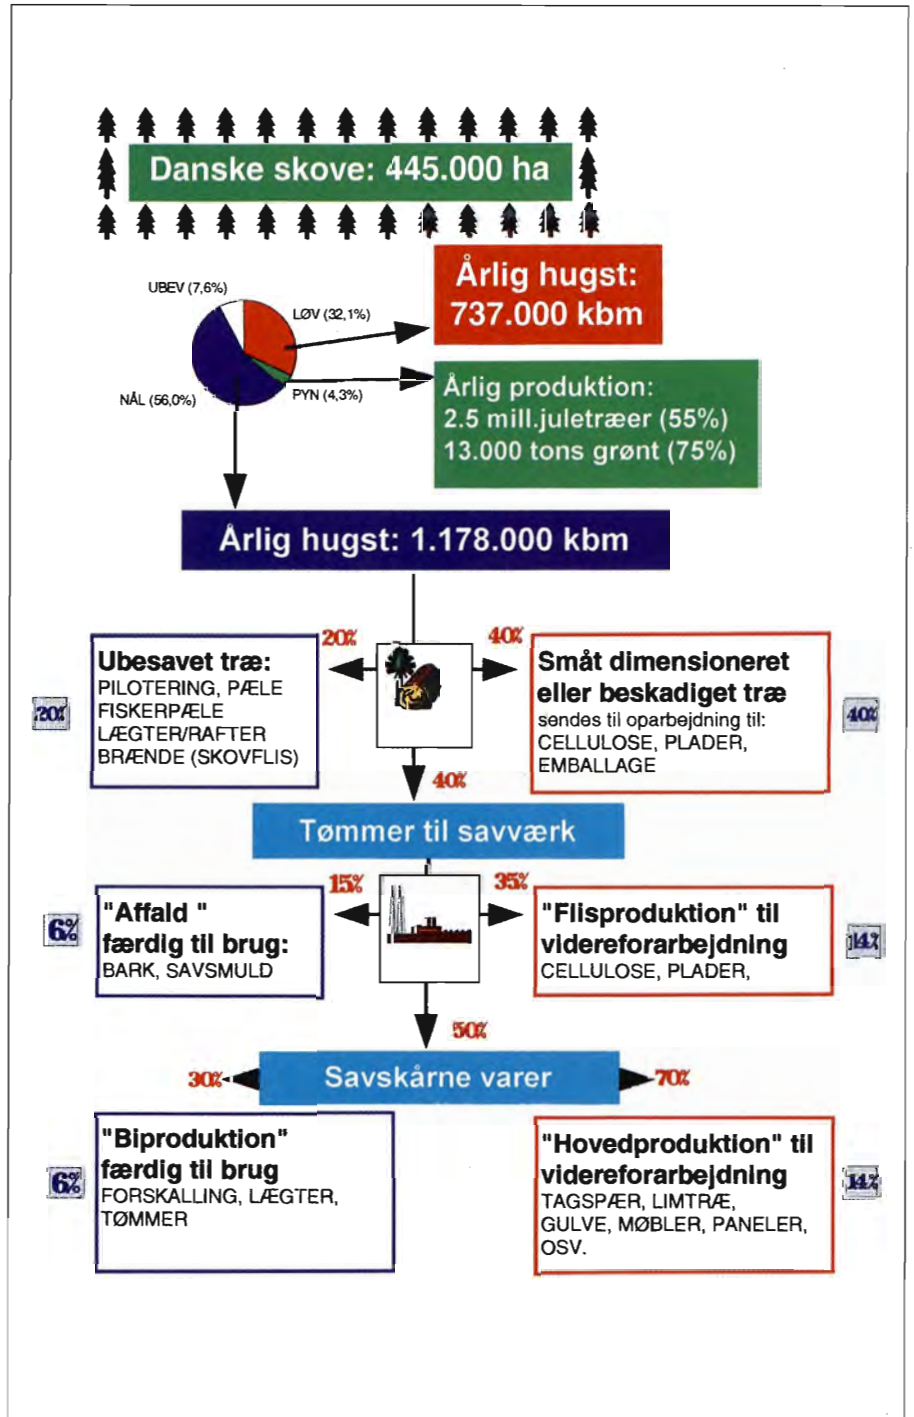 Danske skove: 445.000 ha
Årlig hugst:
737.000 kbm
UBEV (7,6%)
LØV (32,1%)
NÅL (56,0%)
PYN (4,3%)
Årlig produktion:
2.5 mill.juletræer (55%)
13.000 tons grønt (75%)
Årlig hugst: 1.178.000 kbm
20%
40%
20%
Ubesavet træ:
PILOTERING, PÆLE
FISKERPÆLE
LÆGTER/RAFTER
BRÆNDE (SKOVFLIS)
Småt dimensioneret
eller beskadiget træ
sendes til oparbejdning til:
CELLULOSE, PLADER,
EMBALLAGE
40%
40%
Tømmer til savværk
15%
35%
6%
"Affald "
færdig til brug:
BARK, SAVSMULD
"Flisproduktion" til
videreforarbejdning
CELLULOSE, PLADER,
14%
50%
30%
Savskårne varer
70%
6%
"Biproduktion"
færdig til brug
FORSKALLING, LÆGTER,
TØMMER
"Hovedproduktion" til
videreforarbejdning
TAGSPÆR, LIMTRÆ,
GULVE, MØBLER, PANELER,
OSV.
14%